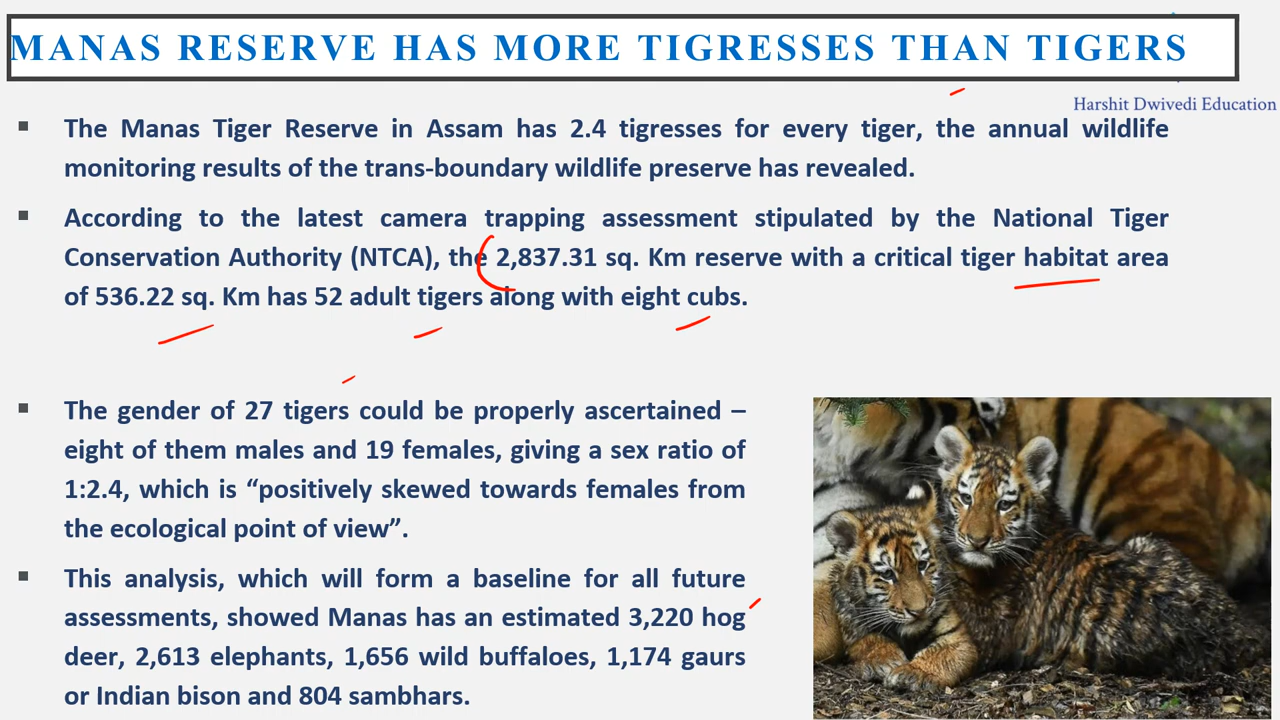 MANAS RESERVE HAS MORE TIGRESSES THAN TIGERS
Harshit Dwivedi Education
▪ The Manas Tiger Reserve in Assam has 2.4 tigresses for every tiger, the annual wildlife
monitoring results of the trans-boundary wildlife preserve has revealed.
▪ According to the latest camera trapping assessment stipulated by the National Tiger
Conservation Authority (NTCA), the 2,837.31 sq. Km reserve with a critical tiger habitat area
of 536.22 sq. Km has 52 adult tigers along with eight cubs.
▪ The gender of 27 tigers could be properly ascertained –
eight of them males and 19 females, giving a sex ratio of
1:2.4, which is “positively skewed towards females from
the ecological point of view”.
▪ This analysis, which will form a baseline for all future
assessments, showed Manas has an estimated 3,220 hog
deer, 2,613 elephants, 1,656 wild buffaloes, 1,174 gaurs
or Indian bison and 804 sambhars.